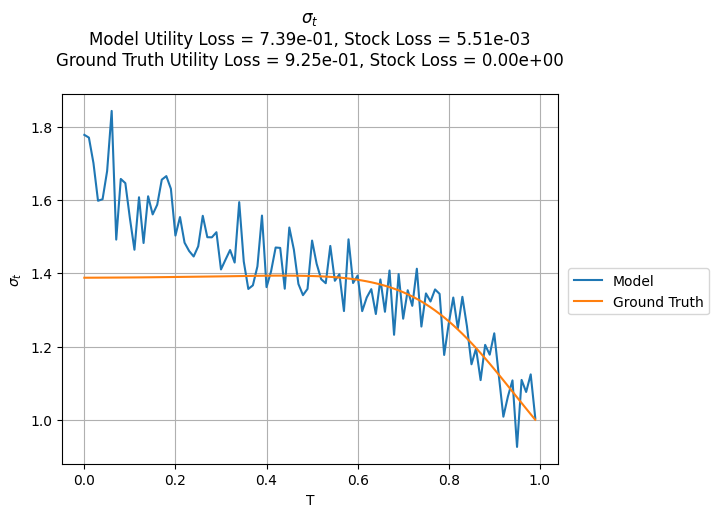 σₜ
Model Utility Loss = 7.39e-01, Stock Loss = 5.51e-03
Ground Truth Utility Loss = 9.25e-01, Stock Loss = 0.00e+00
1.8
1.6
1.4
1.2
1.0
σₜ
0.0 0.2 0.4 0.6 0.8 1.0
T
Model
Ground Truth